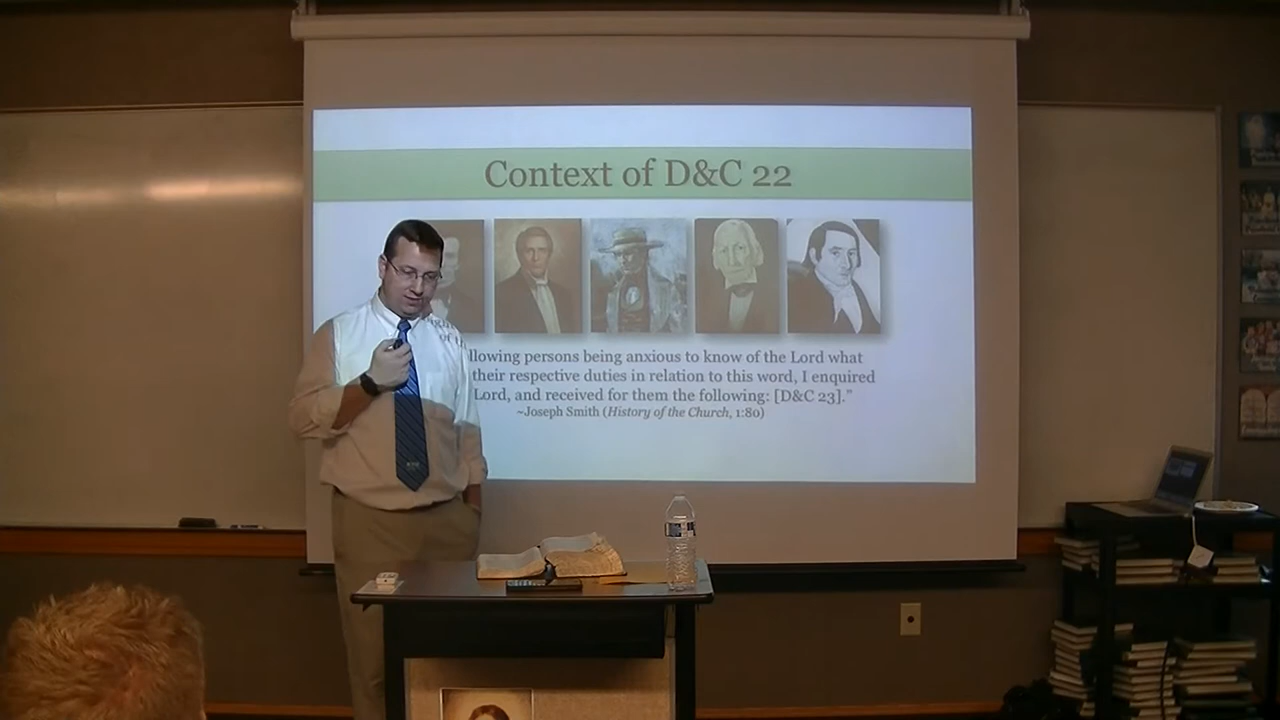 Context of D&C 22
llowing persons being anxious to know of the Lord what
their respective duties in relation to this word, I enquired
Lord, and received for them the following: [D&C 23]."
~Joseph Smith (History of the Church, 1:80)